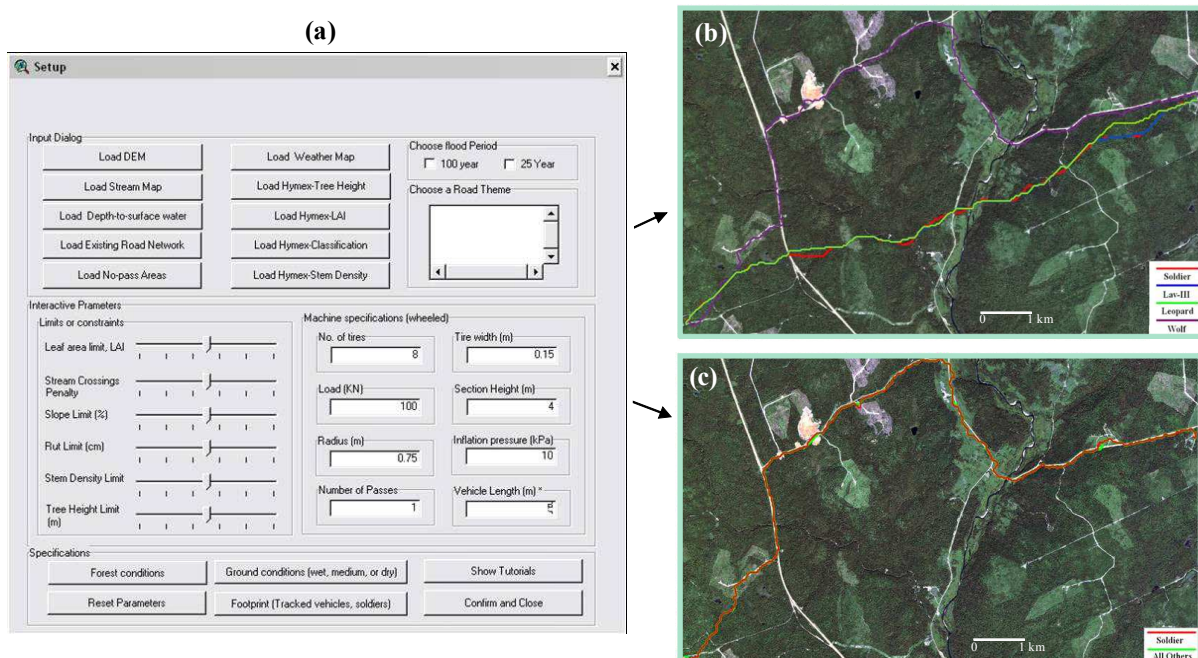 (a)
Setup
Input Dialog
Load DEM
Load Stream Map
Load Depth-to-surface water
Load Existing Road Network
Load No-pass Areas
Load Weather Map
Load Hymex-Tree Height
Load Hymex-LAI
Load Hymex-Classification
Load Hymex-Stem Density
Choose flood Period
100 year 25 Year
Choose a Road Theme
Interactive Prameters
Limits or constraints
Leaf area limit, LAI
Stream Crossings
Penalty
Slope Limit (%)
Rut Limit (cm)
Stem Density Limit
Tree Height Limit
(m)
Machine specifications (wheeled)
No. of tires
8
Tire width (m)
0.15
Load (KN)
100
Section Height (m)
4
Radius (m)
0.75
Inflation pressure (kPa)
10
Number of Passes
1
Vehicle Length (m) *
Specifications
Forest conditions
Ground conditions (wet, medium, or dry)
Show Tutorials
Reset Parameters
Footprint (Tracked vehicles, soldiers)
Confirm and Close
(b)
Soldier
Lav-III
Leopard
Wolf
0 1 km
(c)
0 1 km
Soldier
All Others